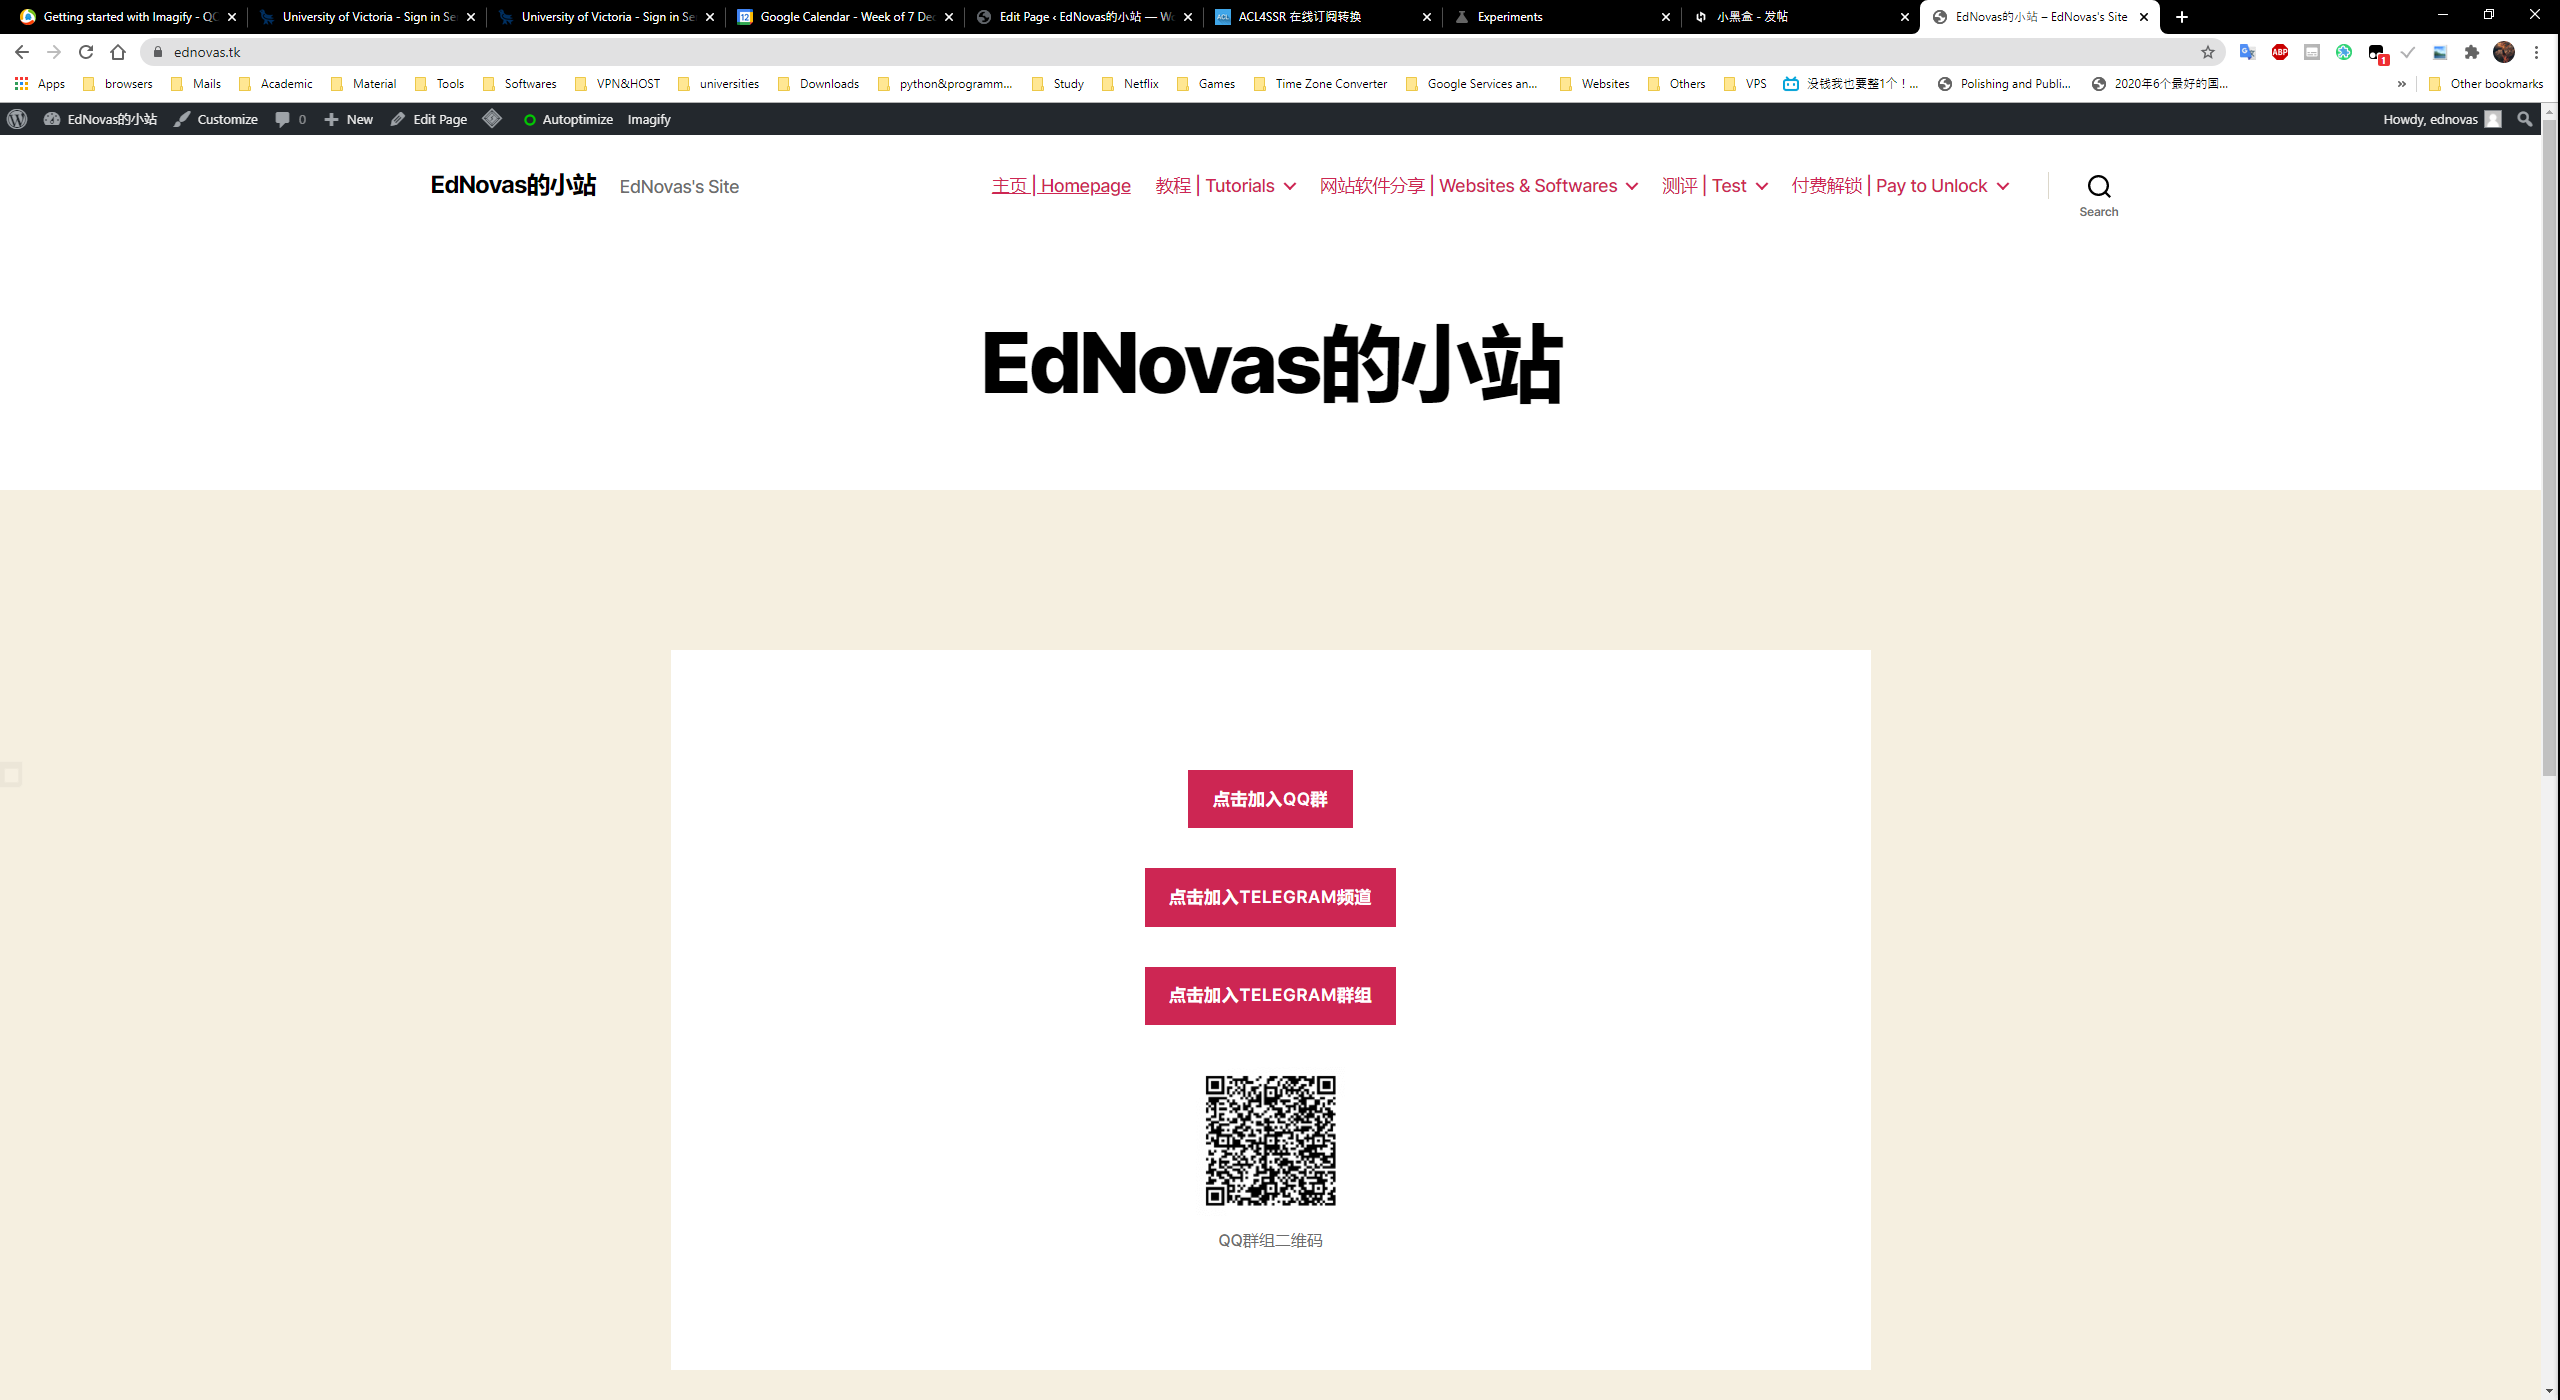 Getting started with Imagify - QC
University of Victoria - Sign in Se
University of Victoria - Sign in Se
Google Calendar - Week of 7 Dec
Edit Page ‹ EdNovas的小站 — Wo
ACL4SSR 在线订阅转换
Experiments
小黑盒 - 发帖
EdNovas的小站 – EdNovas's Site
ednovas.tk
ABP
1
Apps browsers Mails Academic Material Tools Softwares VPN&HOST universities Downloads python&programm... Study Netflix Games Time Zone Converter Google Services an... Websites Others VPS 没钱我也要整1个！... Polishing and Publi... 2020年6个最好的国... » Other bookmarks
EdNovas的小站 Customize 0 New Edit Page Autoptimize Imagify Howdy, ednovas
EdNovas的小站 EdNovas's Site 主页 | Homepage 教程 | Tutorials 网站软件分享 | Websites & Softwares 测评 | Test 付费解锁 | Pay to Unlock
Search
EdNovas的小站
点击加入QQ群
点击加入TELEGRAM频道
点击加入TELEGRAM群组
QQ群组二维码